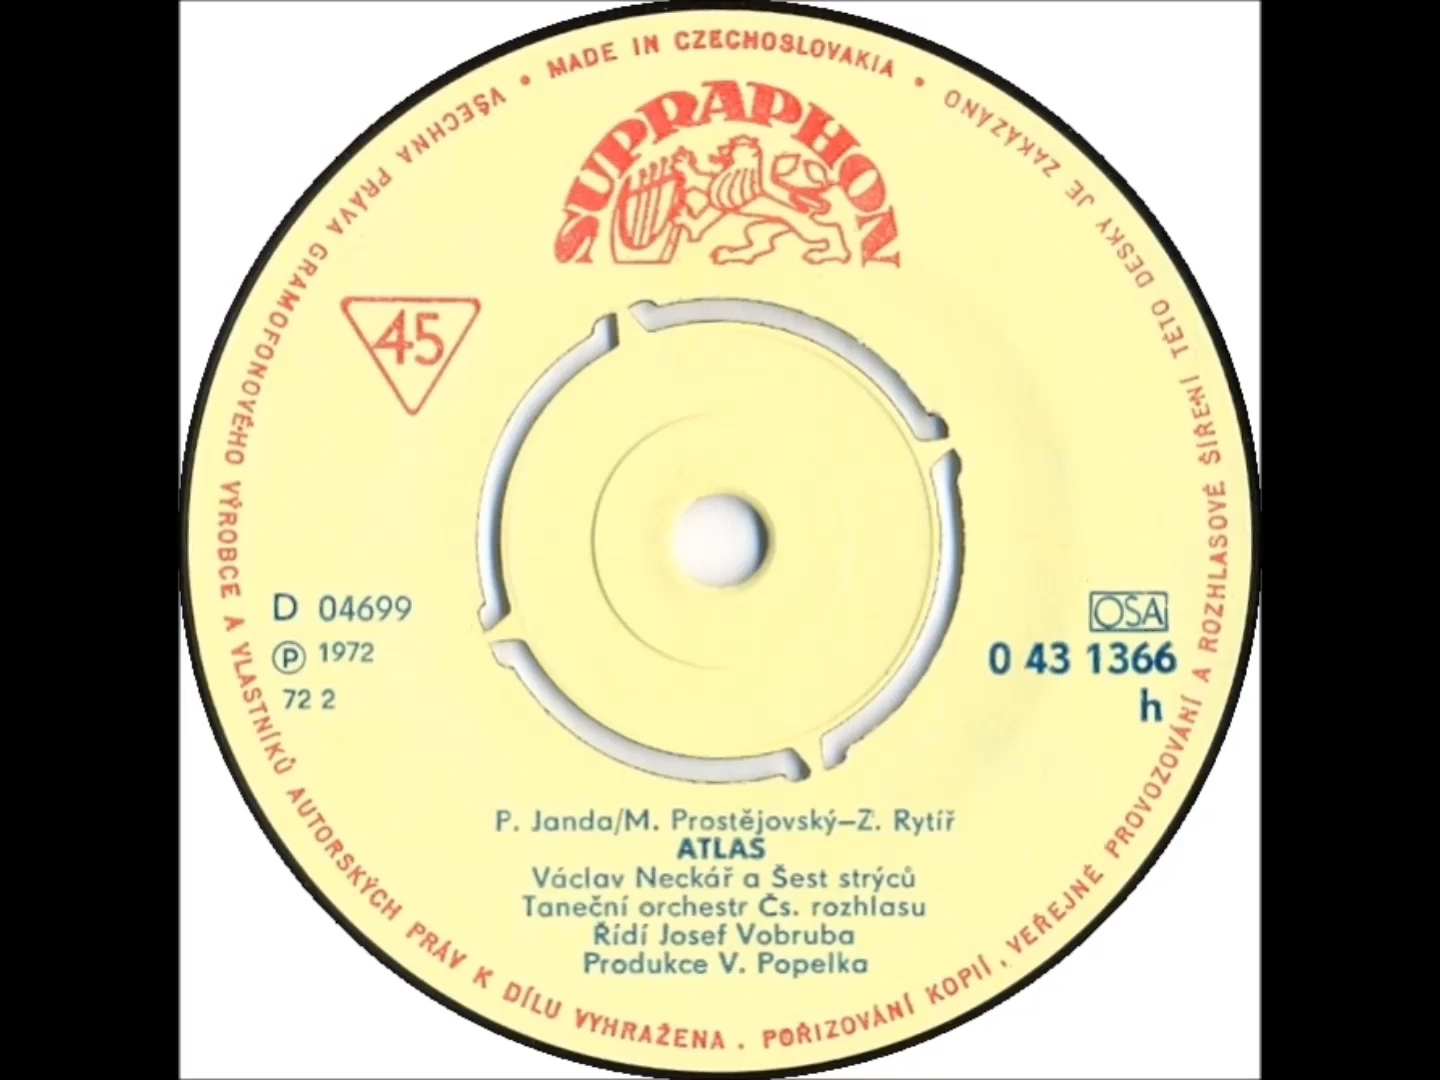 MADE IN CZECHOSLOVAKIA • VŠECHNA PRÁVA GRAMOFONOVÉHO VÝROBCE A VLASTNÍKŮ AUTORSKÝCH PRÁV K DÍLU VYHRAŽENA . POŘIZOVÁNÍ KOPIÍ , VEŘEJNÉ PROVOZOVÁNÍ A ROZHLASOVÉ ŠÍŘENÍ TÉTO DESKY JE ZAKÁZÁNO •
SUPRAPHON
45
D 04699
Ⓟ 1972
72 2
OSA
0 43 1366
h
P. Janda/M. Prostějovský–Z. Rytíř
ATLAS
Václav Neckář a Šest strýců
Taneční orchestr Čs. rozhlasu
Řídí Josef Vobruba
Produkce V. Popelka